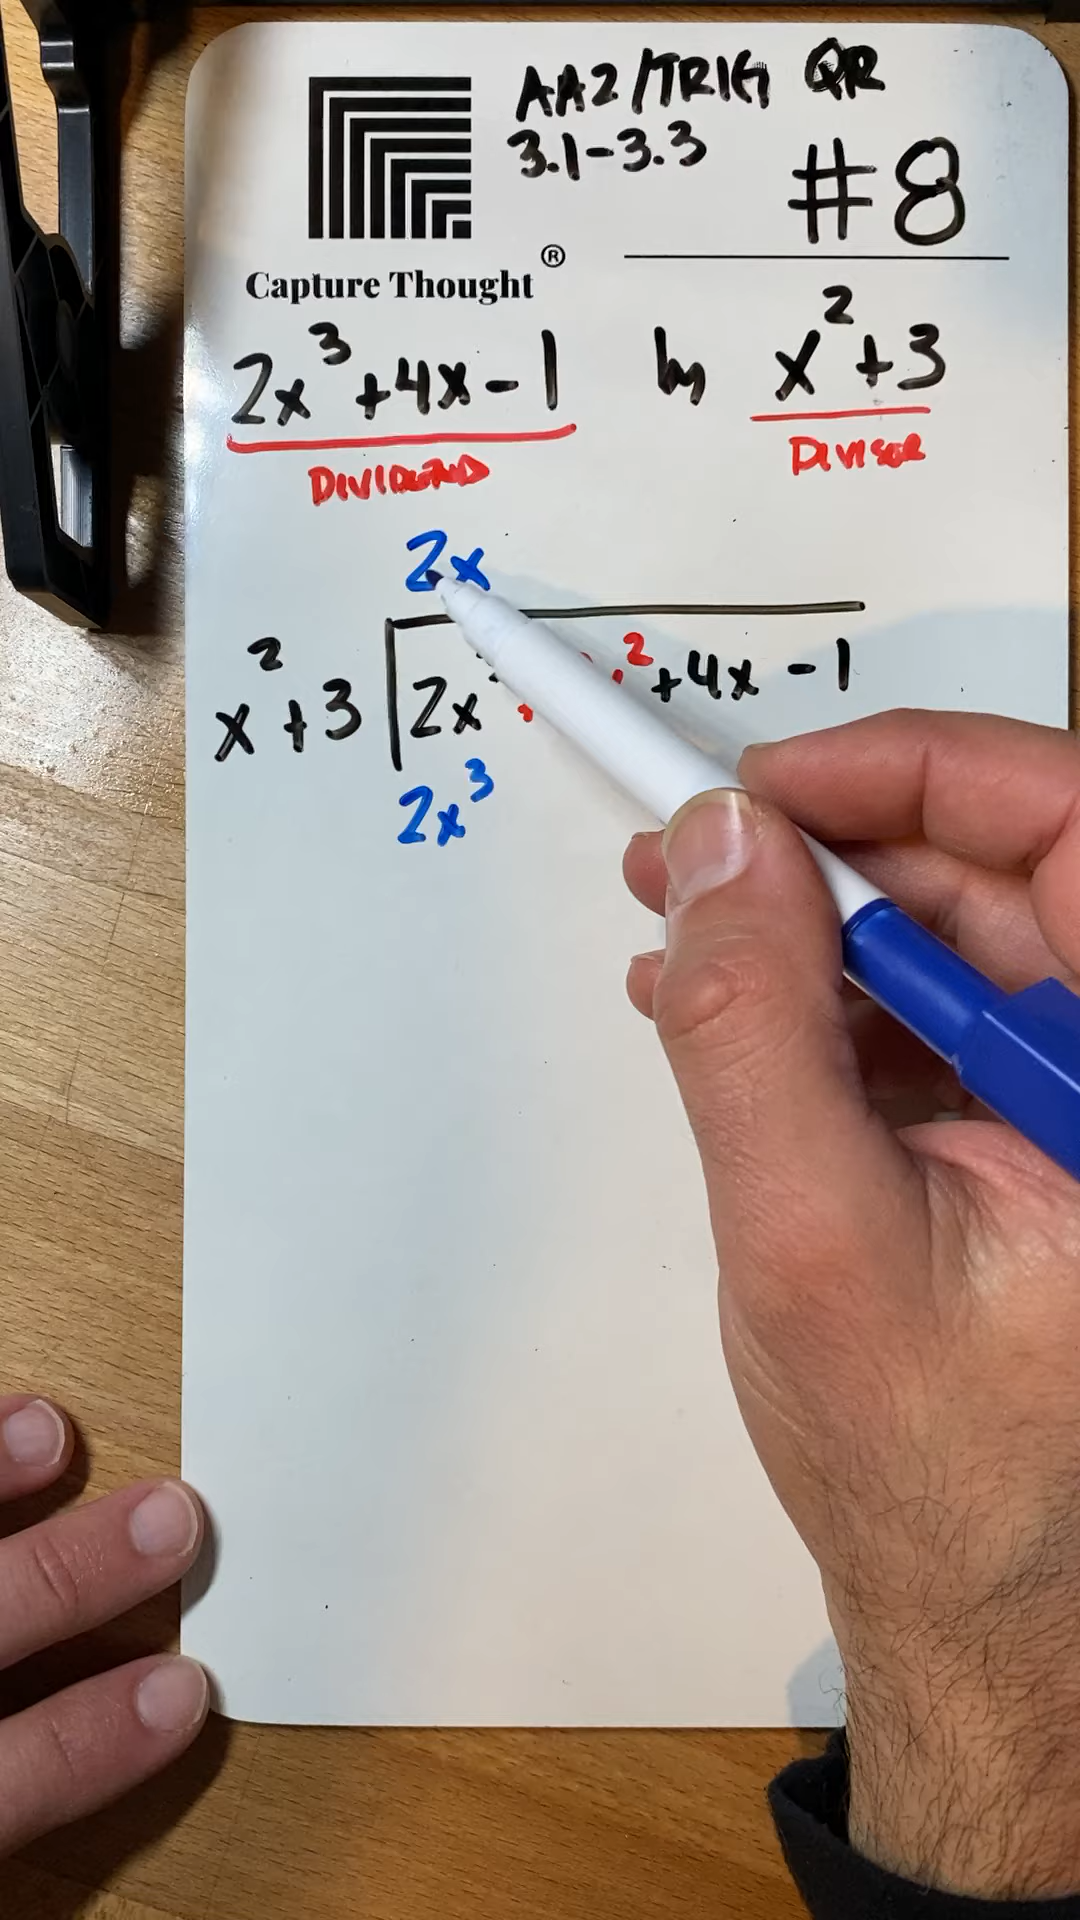 AA2/TRIG QR
3.1-3.3
#8
Capture Thought®
2x³+4x-1 by x²+3
DIVIDEND DIVISOR
2x
x²+3 2x ² +4x -1
2x³